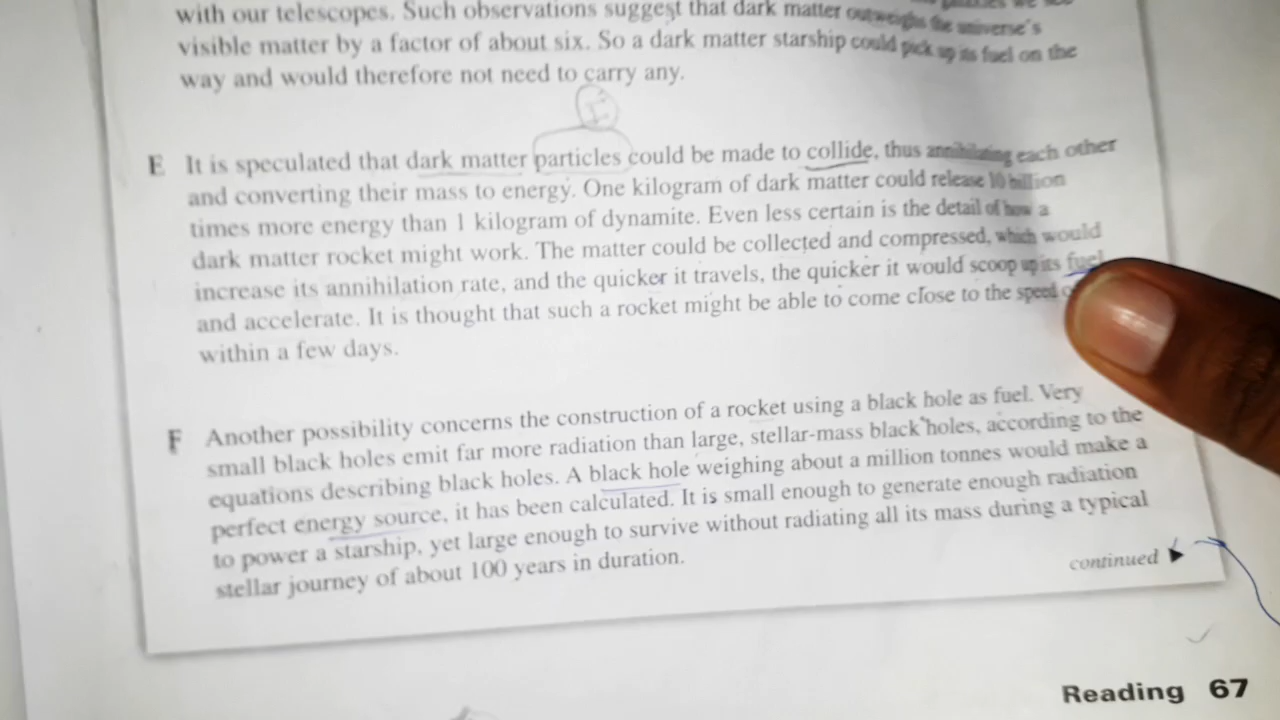 with our telescopes. Such observations suggest that dark matter outweighs the universe's
visible matter by a factor of about six. So a dark matter starship could pick up its fuel on the
way and would therefore not need to carry any.
E It is speculated that dark matter particles could be made to collide, thus annihilating each other
and converting their mass to energy. One kilogram of dark matter could release 10 billion
times more energy than 1 kilogram of dynamite. Even less certain is the detail of how a
dark matter rocket might work. The matter could be collected and compressed, which would
increase its annihilation rate, and the quicker it travels, the quicker it would scoop up its fuel
and accelerate. It is thought that such a rocket might be able to come close to the speed
within a few days.
F Another possibility concerns the construction of a rocket using a black hole as fuel. Very
small black holes emit far more radiation than large, stellar-mass black holes, according to the
equations describing black holes. A black hole weighing about a million tonnes would make a
perfect energy source, it has been calculated. It is small enough to generate enough radiation
to power a starship, yet large enough to survive without radiating all its mass during a typical
stellar journey of about 100 years in duration.
continued
Reading 67